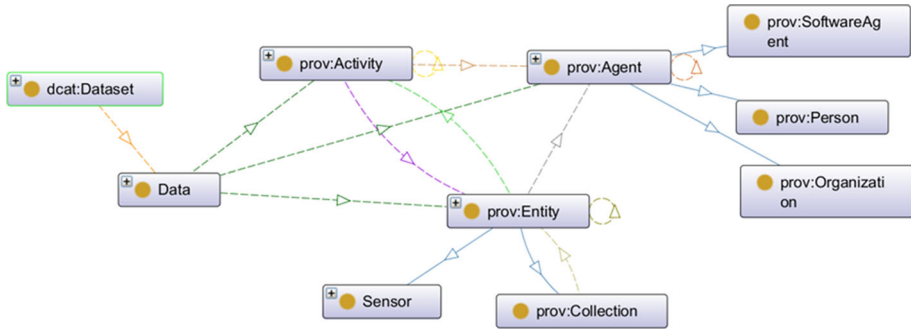 prov:SoftwareAg
ent
prov:Activity
prov:Agent
dcat:Dataset
prov:Person
Data
prov:Organizati
on
prov:Entity
Sensor
prov:Collection